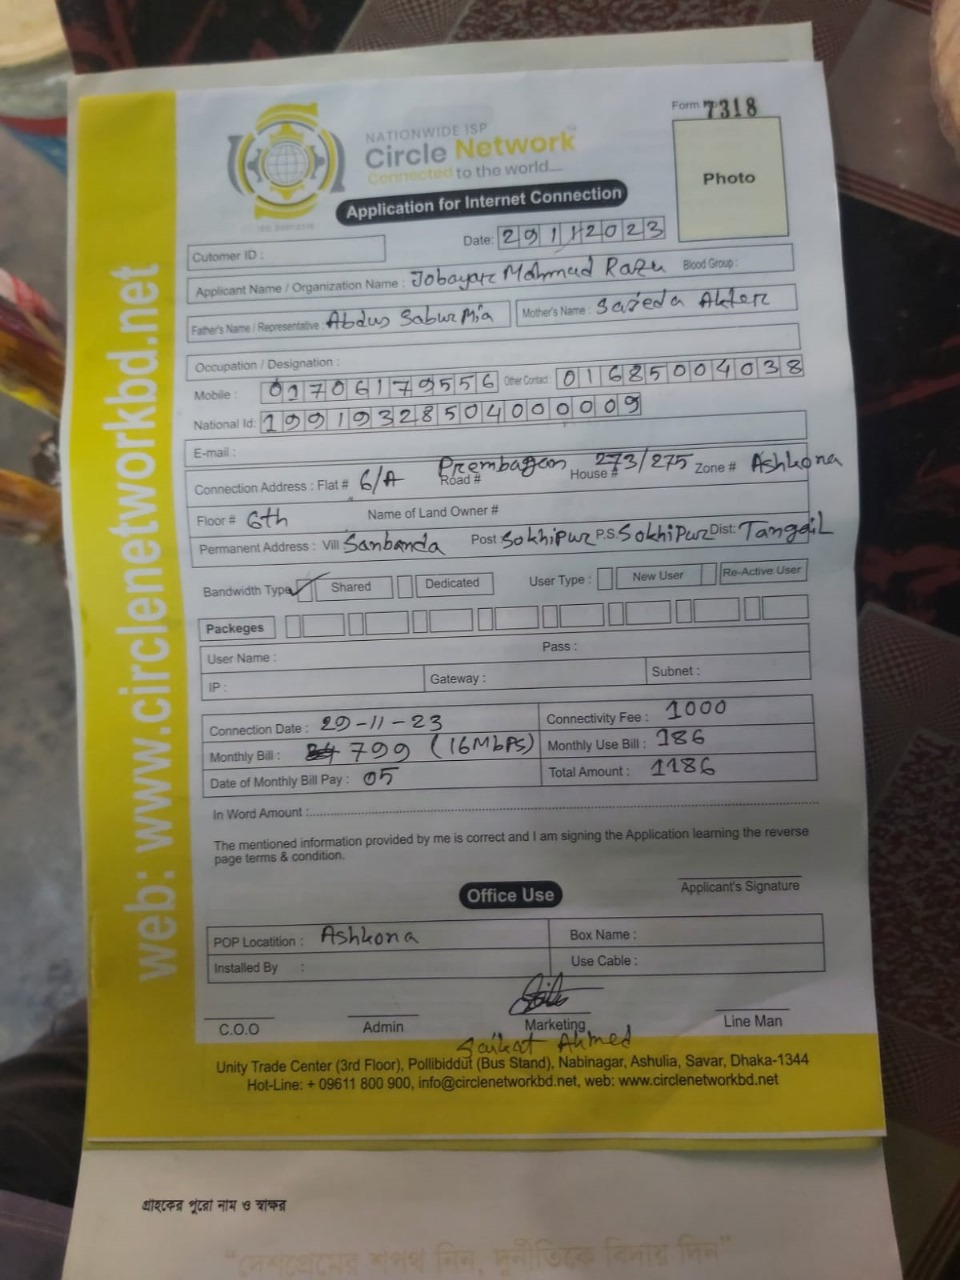 Form 7318
NATIONWIDE ISP
Circle Network
Connected to the world....
Application for Internet Connection
Photo
Date: 29112023
Cutomer ID :
Applicant Name / Organization Name : Jobayar Mahmud Razu Blood Group :
Father's Name / Representative : Abdus Sabur Mia Mother's Name : Sajeda Akter
Occupation / Designation :
Mobile : 01706179556 Other Contact : 01685004038
National Id: 19919328504000009
E-mail :
Connection Address : Flat # 6/A Road # Prembagan House # 273/275 Zone # Ashkona
Floor # 6th Name of Land Owner #
Permanent Address : Vill Sanbanda Post Sokhipur P.S. Sokhipur Dist: Tangail
Bandwidth Type Shared Dedicated User Type : New User Re-Active User
Packeges
User Name : Pass :
IP : Gateway : Subnet :
Connection Date : 29-11-23 Connectivity Fee : 1000
Monthly Bill : 799 (16Mbps) Monthly Use Bill : 186
Date of Monthly Bill Pay : 05 Total Amount : 1186
In Word Amount :
The mentioned information provided by me is correct and I am signing the Application learning the reverse
page terms & condition.
Applicant's Signature
Office Use
POP Locatition : Ashkona Box Name :
Installed By : Use Cable :
C.O.O Admin Marketing Line Man
Saikat Ahmed
Unity Trade Center (3rd Floor), Pollibiddut (Bus Stand), Nabinagar, Ashulia, Savar, Dhaka-1344
Hot-Line: + 09611 800 900, info@circlenetworkbd.net, web: www.circlenetworkbd.net
web: www.circlenetworkbd.net
গ্রাহকের পুরো নাম ও স্বাক্ষর
“দেশপ্রেমের শপথ নিন, দুর্নীতিকে বিদায় দিন”